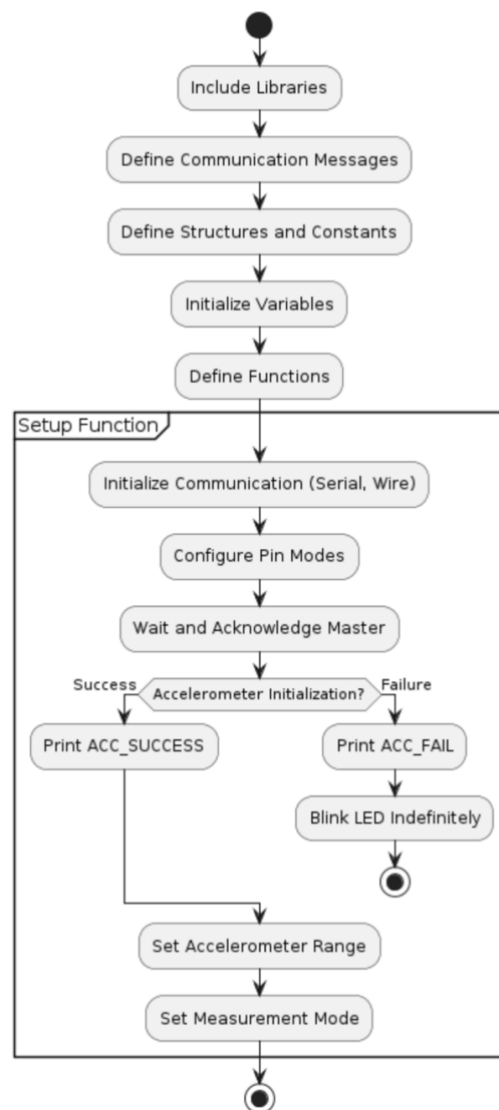 Include Libraries
Define Communication Messages
Define Structures and Constants
Initialize Variables
Define Functions
Setup Function
Initialize Communication (Serial, Wire)
Configure Pin Modes
Wait and Acknowledge Master
Success
Accelerometer Initialization?
Failure
Print ACC_SUCCESS
Print ACC_FAIL
Blink LED Indefinitely
Set Accelerometer Range
Set Measurement Mode